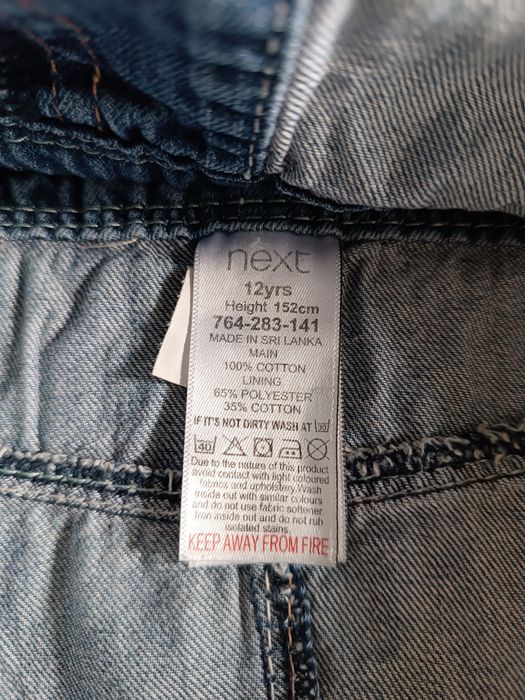 next
12yrs
Height 152cm
764-283-141
MADE IN SRI LANKA
MAIN
100% COTTON
LINING
65% POLYESTER
35% COTTON
IF IT'S NOT DIRTY WASH AT 30
40
Due to the nature of this product
avoid contact with light coloured
fabrics and upholstery. Wash
inside out with similar colours
and do not use fabric softener
inside out and do not
isolated stains.
KEEP AWAY FROM FIRE